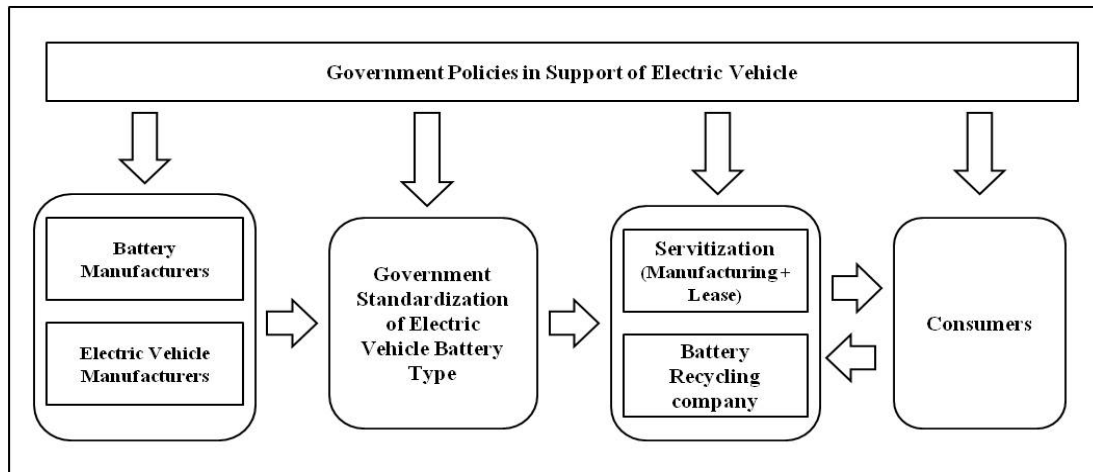 Government Policies in Support of Electric Vehicle
Battery
Manufacturers
Electric Vehicle
Manufacturers
Government
Standardization
of Electric
Vehicle Battery
Type
Servitization
(Manufacturing +
Lease)
Battery
Recycling
company
Consumers